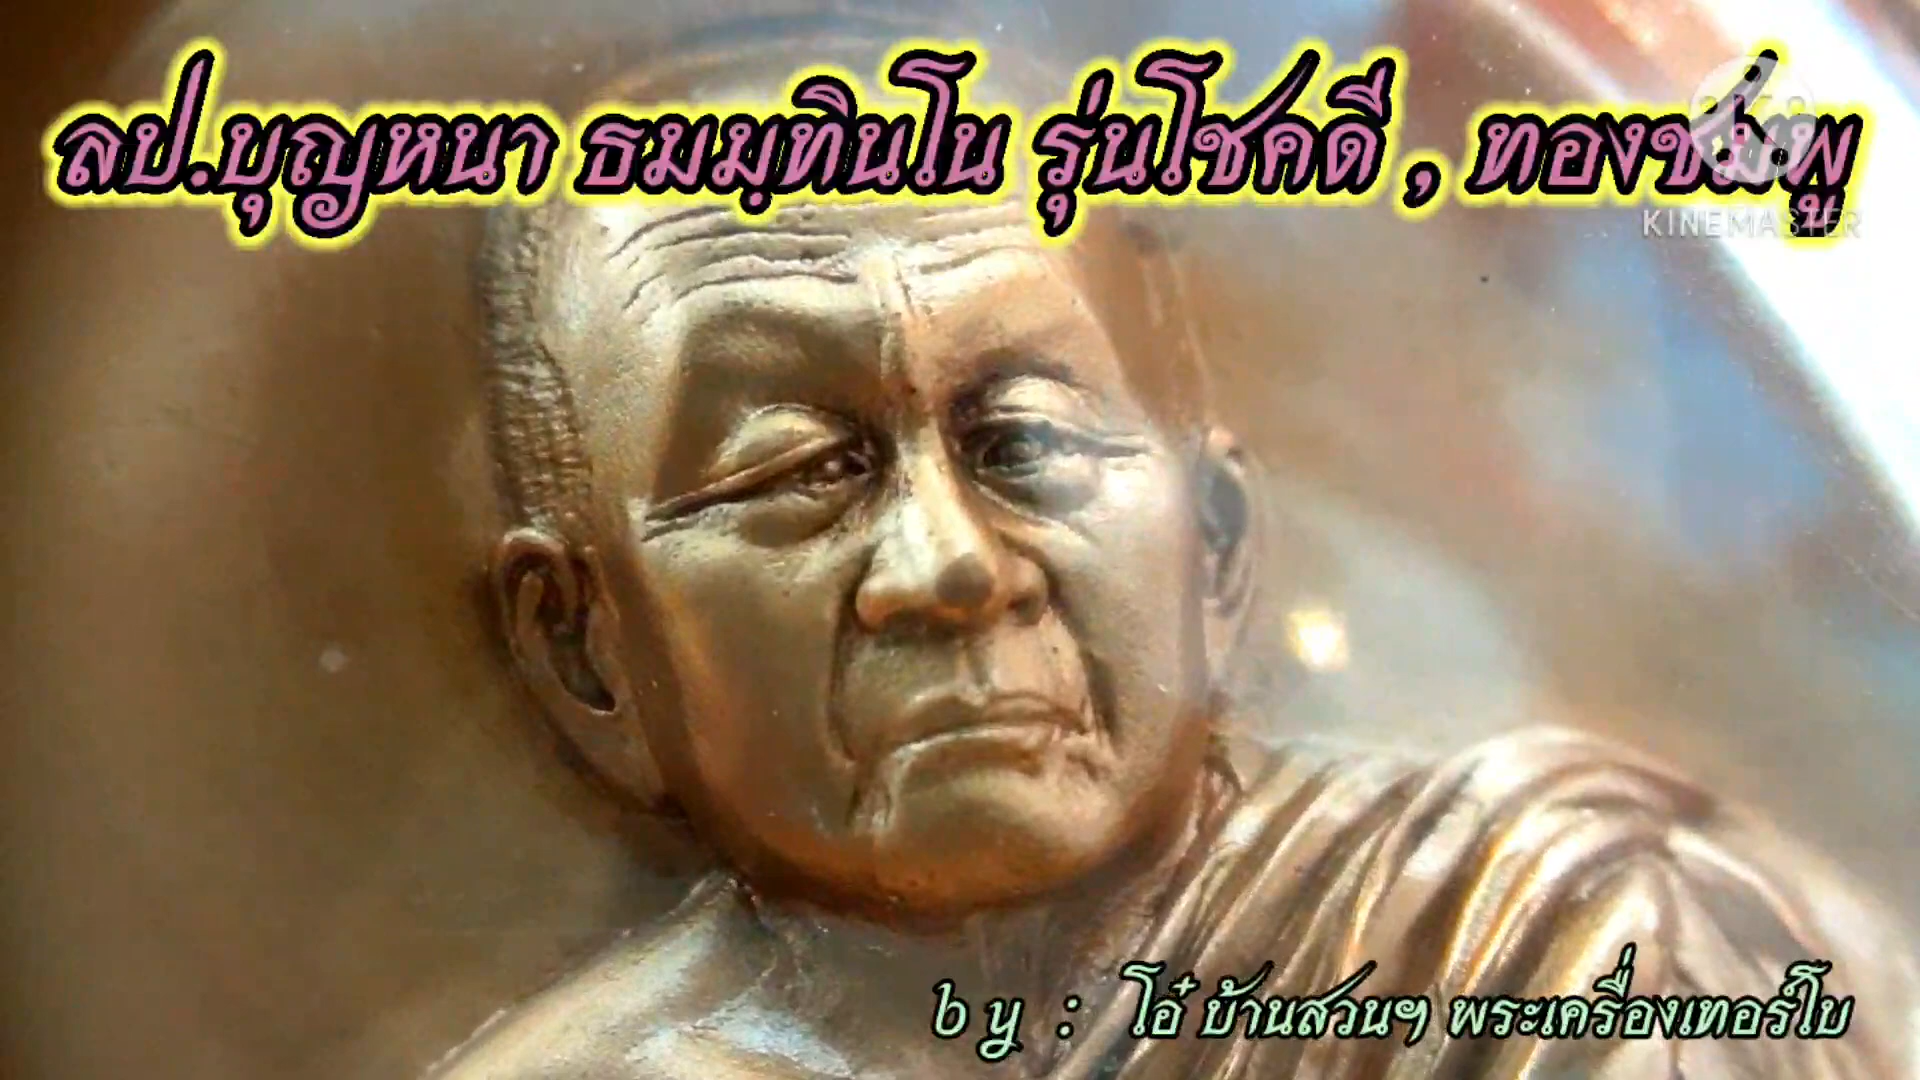 ลป.บุญหนา ธมมฺทินโน รุ่นโชคดี , ทองชมพู
KINEMASTER
by : โอ๋ บ้านสวนฯ พระเครื่องเทอร์โบ